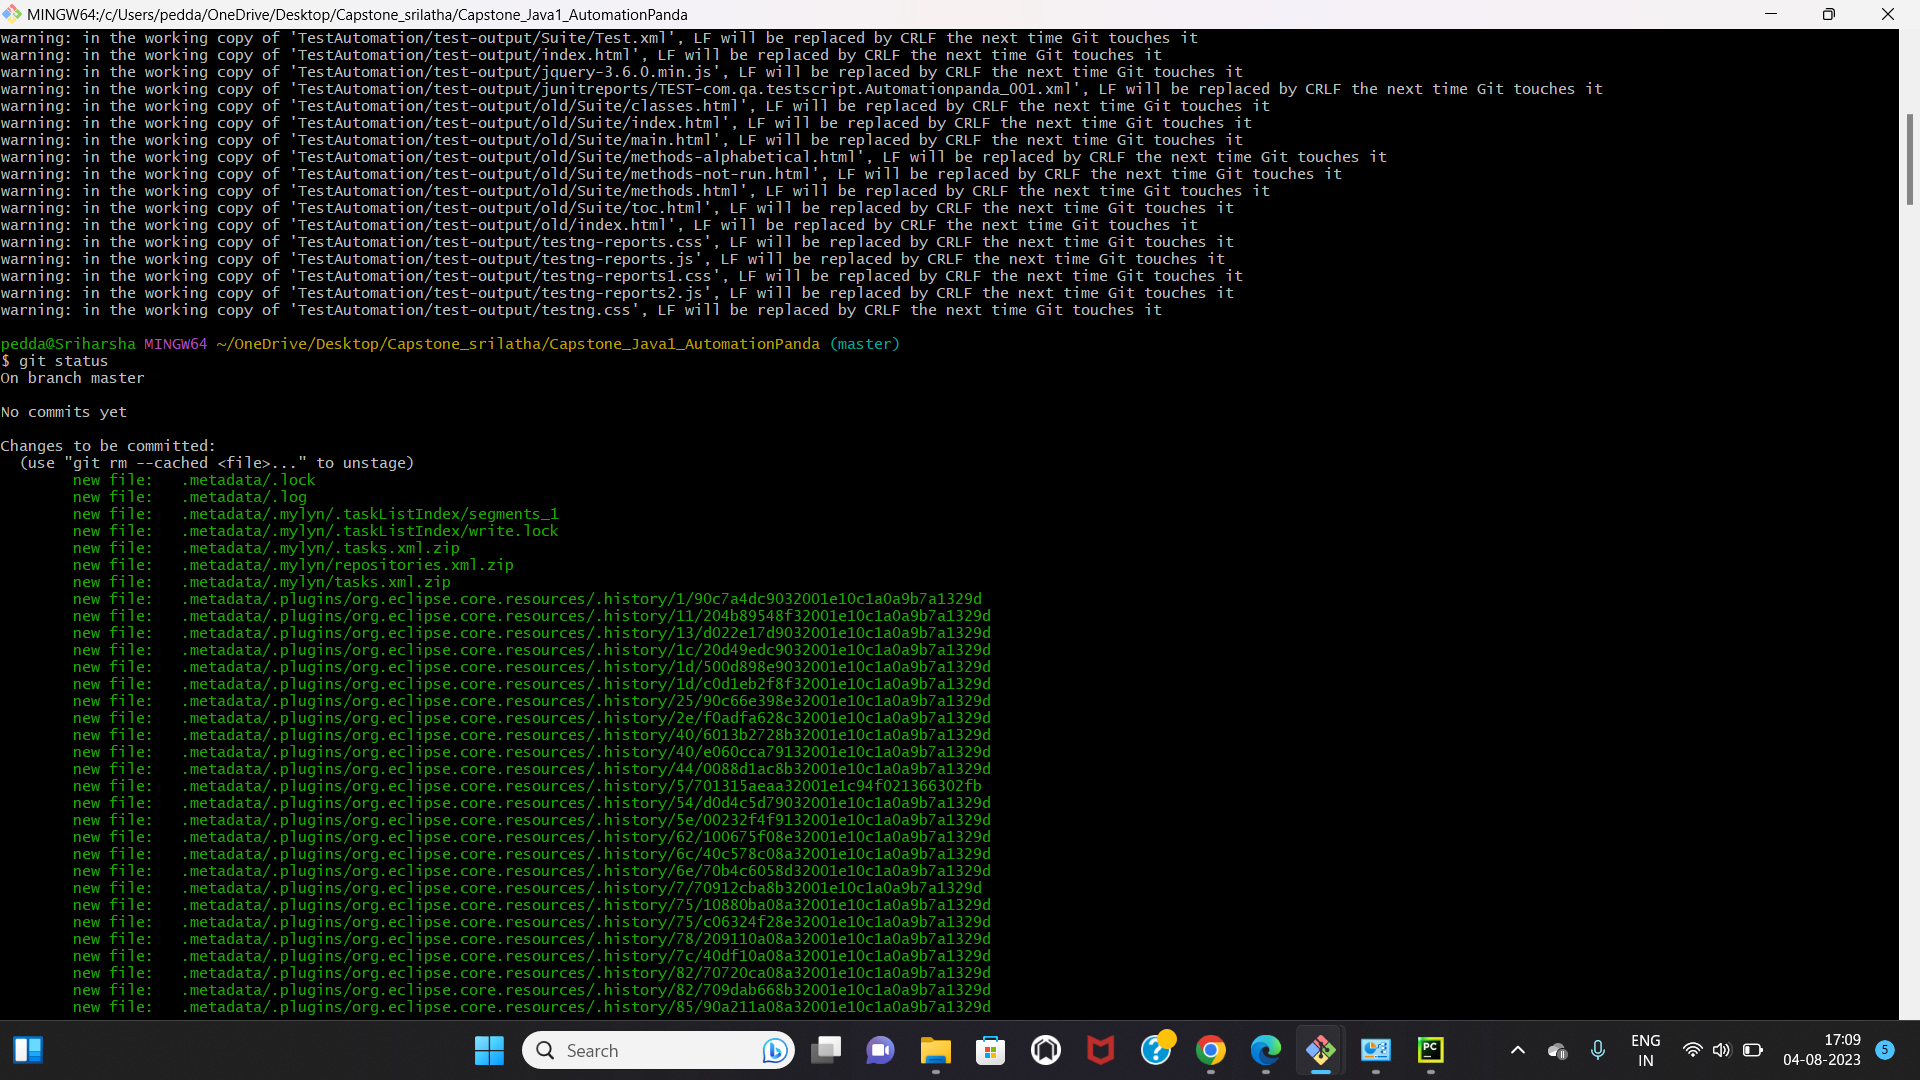 MINGW64:/c/Users/pedda/OneDrive/Desktop/Capstone_srilatha/Capstone_Java1_AutomationPanda
warning: in the working copy of 'TestAutomation/test-output/Suite/Test.xml', LF will be replaced by CRLF the next time Git touches it
warning: in the working copy of 'TestAutomation/test-output/index.html', LF will be replaced by CRLF the next time Git touches it
warning: in the working copy of 'TestAutomation/test-output/jquery-3.6.0.min.js', LF will be replaced by CRLF the next time Git touches it
warning: in the working copy of 'TestAutomation/test-output/junitreports/TEST-com.qa.testscript.Automationpanda_001.xml', LF will be replaced by CRLF the next time Git touches it
warning: in the working copy of 'TestAutomation/test-output/old/Suite/classes.html', LF will be replaced by CRLF the next time Git touches it
warning: in the working copy of 'TestAutomation/test-output/old/Suite/index.html', LF will be replaced by CRLF the next time Git touches it
warning: in the working copy of 'TestAutomation/test-output/old/Suite/main.html', LF will be replaced by CRLF the next time Git touches it
warning: in the working copy of 'TestAutomation/test-output/old/Suite/methods-alphabetical.html', LF will be replaced by CRLF the next time Git touches it
warning: in the working copy of 'TestAutomation/test-output/old/Suite/methods-not-run.html', LF will be replaced by CRLF the next time Git touches it
warning: in the working copy of 'TestAutomation/test-output/old/Suite/methods.html', LF will be replaced by CRLF the next time Git touches it
warning: in the working copy of 'TestAutomation/test-output/old/Suite/toc.html', LF will be replaced by CRLF the next time Git touches it
warning: in the working copy of 'TestAutomation/test-output/old/index.html', LF will be replaced by CRLF the next time Git touches it
warning: in the working copy of 'TestAutomation/test-output/testng-reports.css', LF will be replaced by CRLF the next time Git touches it
warning: in the working copy of 'TestAutomation/test-output/testng-reports.js', LF will be replaced by CRLF the next time Git touches it
warning: in the working copy of 'TestAutomation/test-output/testng-reports1.css', LF will be replaced by CRLF the next time Git touches it
warning: in the working copy of 'TestAutomation/test-output/testng-reports2.js', LF will be replaced by CRLF the next time Git touches it
warning: in the working copy of 'TestAutomation/test-output/testng.css', LF will be replaced by CRLF the next time Git touches it
pedda@Sriharsha MINGW64 ~/OneDrive/Desktop/Capstone_srilatha/Capstone_Java1_AutomationPanda (master)
$ git status
On branch master
No commits yet
Changes to be committed:
(use "git rm --cached <file>..." to unstage)
new file: .metadata/.lock
new file: .metadata/.log
new file: .metadata/.mylyn/.taskListIndex/segments_1
new file: .metadata/.mylyn/.taskListIndex/write.lock
new file: .metadata/.mylyn/.tasks.xml.zip
new file: .metadata/.mylyn/repositories.xml.zip
new file: .metadata/.mylyn/tasks.xml.zip
new file: .metadata/.plugins/org.eclipse.core.resources/.history/1/90c7a4dc9032001e10c1a0a9b7a1329d
new file: .metadata/.plugins/org.eclipse.core.resources/.history/11/204b89548f32001e10c1a0a9b7a1329d
new file: .metadata/.plugins/org.eclipse.core.resources/.history/13/d022e17d9032001e10c1a0a9b7a1329d
new file: .metadata/.plugins/org.eclipse.core.resources/.history/1c/20d49edc9032001e10c1a0a9b7a1329d
new file: .metadata/.plugins/org.eclipse.core.resources/.history/1d/500d898e9032001e10c1a0a9b7a1329d
new file: .metadata/.plugins/org.eclipse.core.resources/.history/1d/c0d1eb2f8f32001e10c1a0a9b7a1329d
new file: .metadata/.plugins/org.eclipse.core.resources/.history/25/90c66e398e32001e10c1a0a9b7a1329d
new file: .metadata/.plugins/org.eclipse.core.resources/.history/2e/f0adfa628c32001e10c1a0a9b7a1329d
new file: .metadata/.plugins/org.eclipse.core.resources/.history/40/6013b2728b32001e10c1a0a9b7a1329d
new file: .metadata/.plugins/org.eclipse.core.resources/.history/40/e060cca79132001e10c1a0a9b7a1329d
new file: .metadata/.plugins/org.eclipse.core.resources/.history/44/0088d1ac8b32001e10c1a0a9b7a1329d
new file: .metadata/.plugins/org.eclipse.core.resources/.history/5/701315aeaa32001e1c94f021366302fb
new file: .metadata/.plugins/org.eclipse.core.resources/.history/54/d0d4c5d79032001e10c1a0a9b7a1329d
new file: .metadata/.plugins/org.eclipse.core.resources/.history/5e/00232f4f9132001e10c1a0a9b7a1329d
new file: .metadata/.plugins/org.eclipse.core.resources/.history/62/100675f08e32001e10c1a0a9b7a1329d
new file: .metadata/.plugins/org.eclipse.core.resources/.history/6c/40c578c08a32001e10c1a0a9b7a1329d
new file: .metadata/.plugins/org.eclipse.core.resources/.history/6e/70b4c6058d32001e10c1a0a9b7a1329d
new file: .metadata/.plugins/org.eclipse.core.resources/.history/7/70912cba8b32001e10c1a0a9b7a1329d
new file: .metadata/.plugins/org.eclipse.core.resources/.history/75/10880ba08a32001e10c1a0a9b7a1329d
new file: .metadata/.plugins/org.eclipse.core.resources/.history/75/c06324f28e32001e10c1a0a9b7a1329d
new file: .metadata/.plugins/org.eclipse.core.resources/.history/78/209110a08a32001e10c1a0a9b7a1329d
new file: .metadata/.plugins/org.eclipse.core.resources/.history/7c/40df10a08a32001e10c1a0a9b7a1329d
new file: .metadata/.plugins/org.eclipse.core.resources/.history/82/70720ca08a32001e10c1a0a9b7a1329d
new file: .metadata/.plugins/org.eclipse.core.resources/.history/82/709dab668b32001e10c1a0a9b7a1329d
new file: .metadata/.plugins/org.eclipse.core.resources/.history/85/90a211a08a32001e10c1a0a9b7a1329d
Search
PC
ENG
IN
17:09
04-08-2023
5